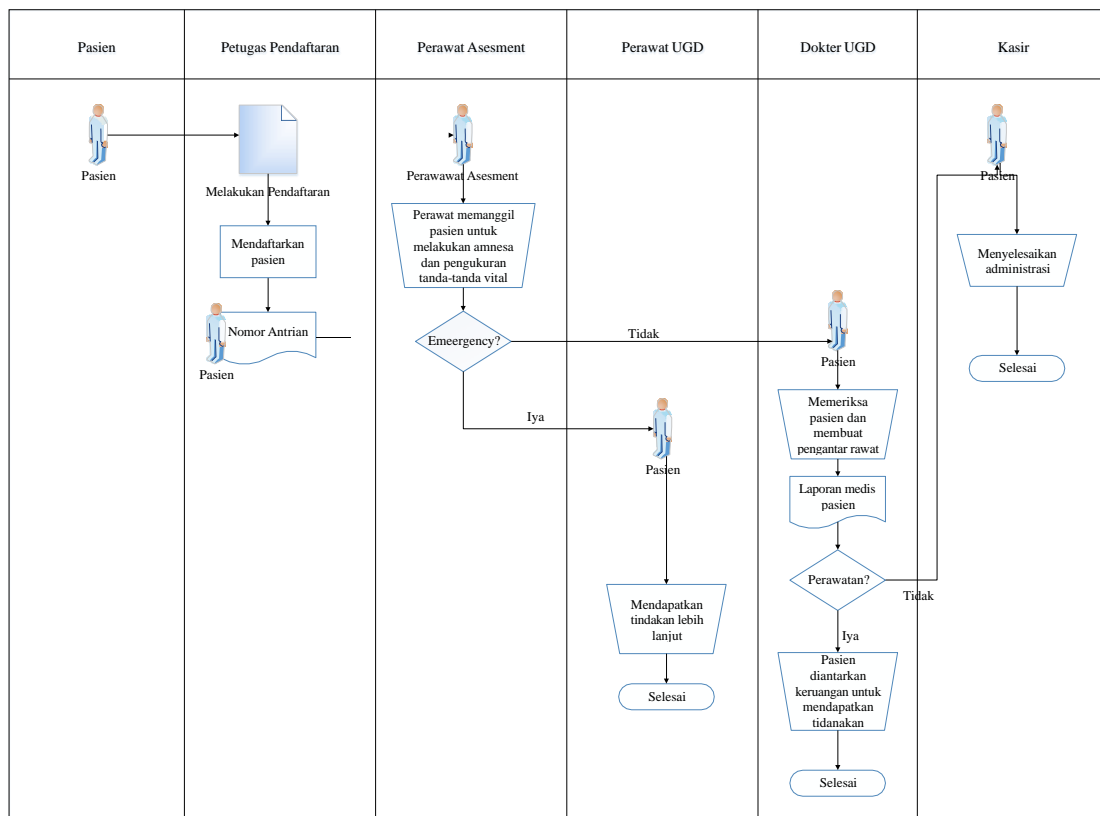 Pasien
Petugas Pendaftaran
Perawat Asesment
Perawat UGD
Dokter UGD
Kasir
Pasien
Melakukan Pendaftaran
Mendaftarkan
pasien
Nomor Antrian
Pasien
Perawawat Asesment
Perawat memanggil
pasien untuk
melakukan amnesa
dan pengukuran
tanda-tanda vital
Emeergency?
Tidak
Iya
Pasien
Mendapatkan
tindakan lebih
lanjut
Selesai
Pasien
Memeriksa
pasien dan
membuat
pengantar rawat
Laporan medis
pasien
Perawatan?
Tidak
Iya
Pasien
diantarkan
keruangan untuk
mendapatkan
tidanakan
Selesai
Pasien
Menyelesaikan
administrasi
Selesai